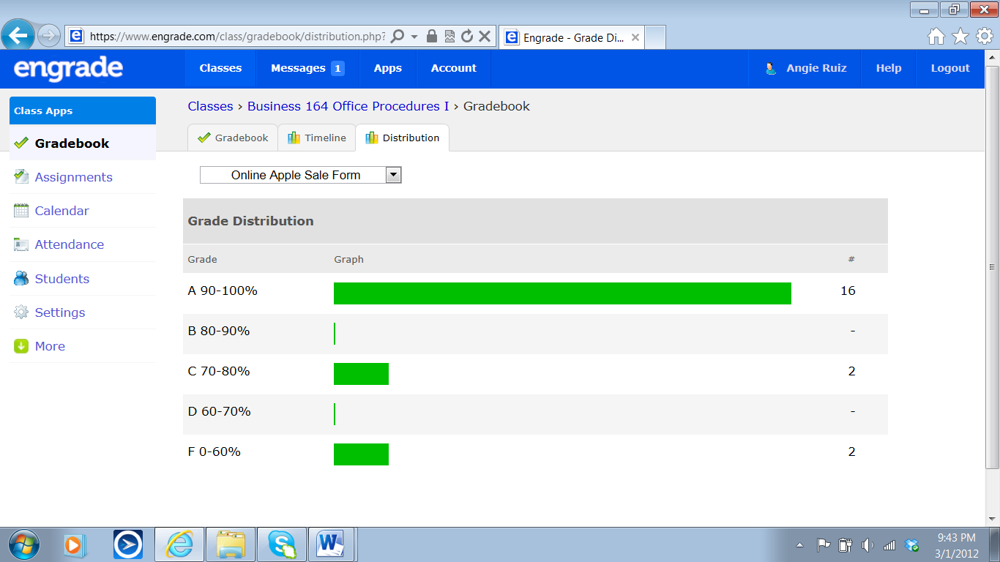 https://www.engrade.com/class/gradebook/distribution.php?
Engrade - Grade Di...
engrade
Classes
Messages 1
Apps
Account
Angie Ruiz
Help
Logout
Class Apps
Gradebook
Assignments
Calendar
Attendance
Students
Settings
More
Classes › Business 164 Office Procedures I › Gradebook
Gradebook
Timeline
Distribution
Online Apple Sale Form
Grade Distribution
Grade Graph #
A 90-100% 16
B 80-90% -
C 70-80% 2
D 60-70% -
F 0-60% 2
9:43 PM
3/1/2012